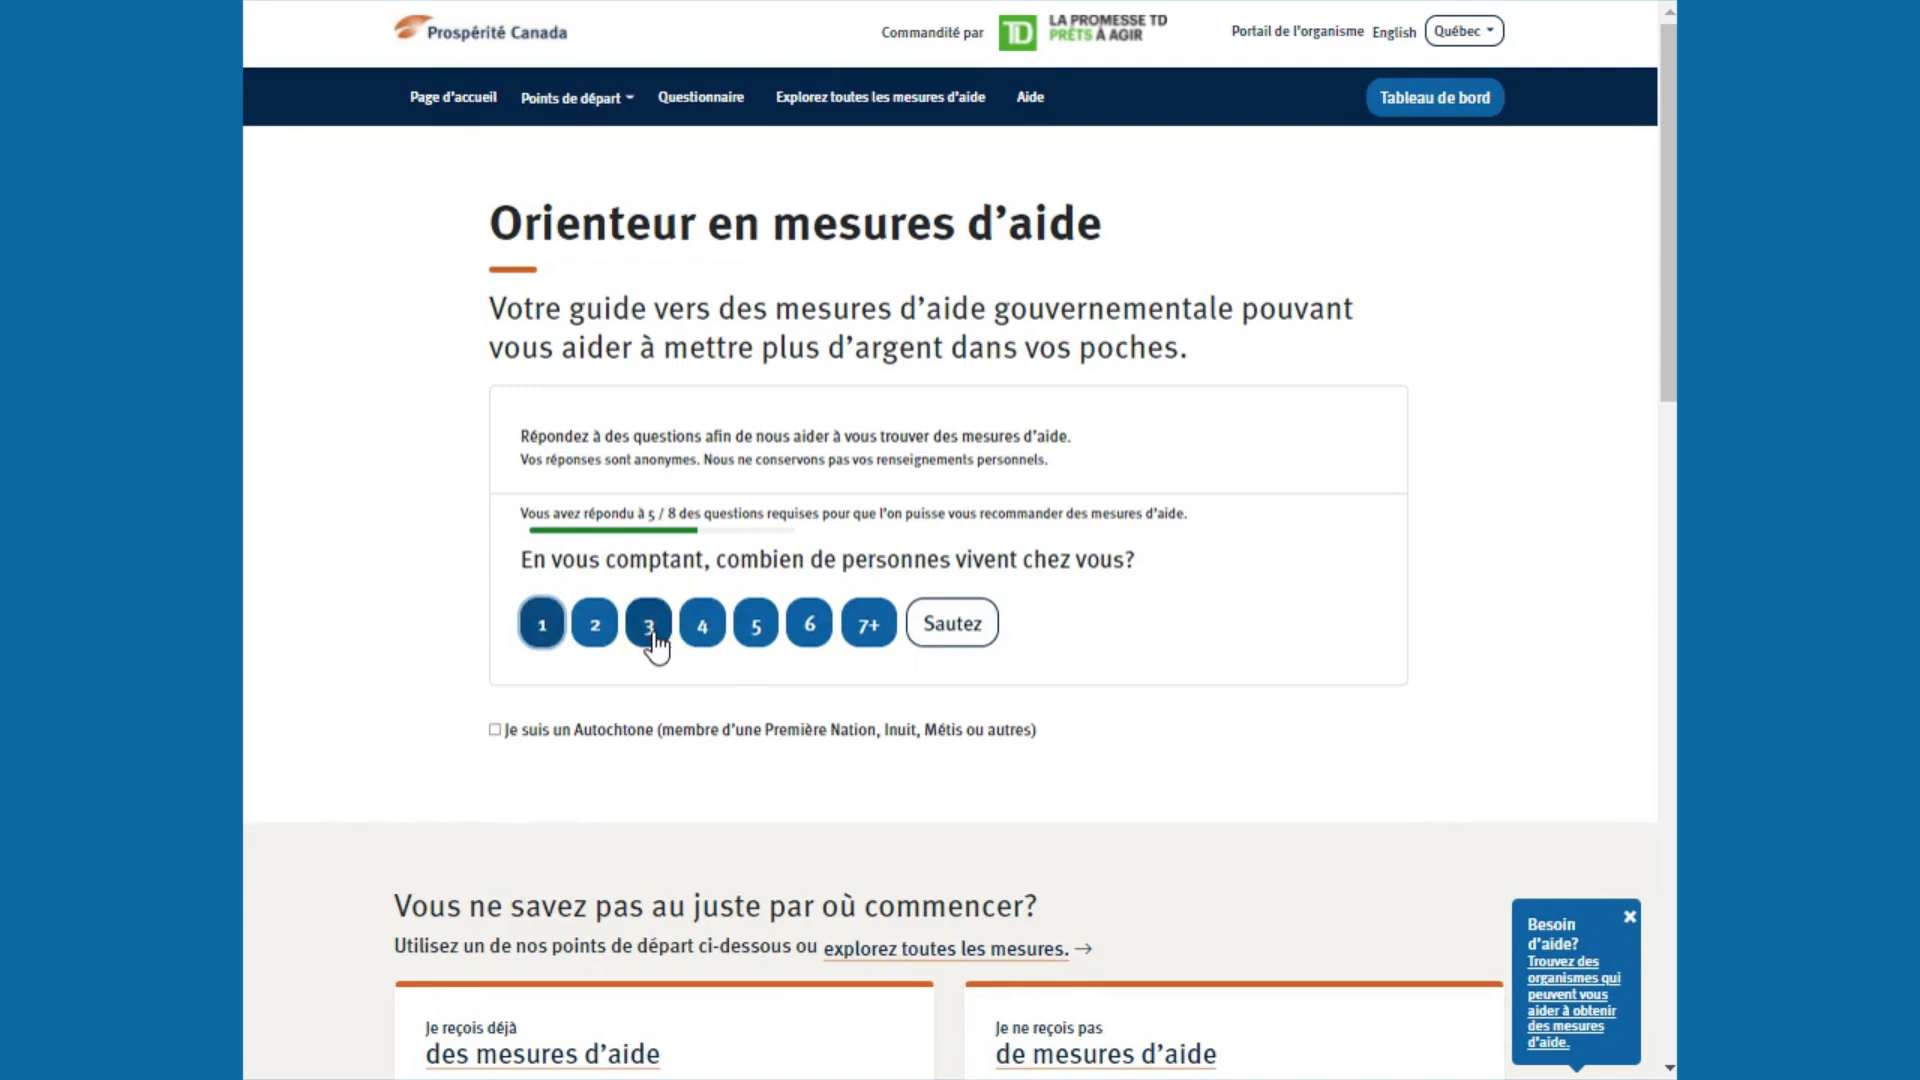 Prospérité Canada
Commandité par
TD
LA PROMESSE TD
PRÊTS À AGIR
Portail de l'organisme English Québec
Page d'accueil Points de départ Questionnaire Explorez toutes les mesures d'aide Aide Tableau de bord
Orienteur en mesures d'aide
Votre guide vers des mesures d'aide gouvernementale pouvant
vous aider à mettre plus d'argent dans vos poches.
Répondez à des questions afin de nous aider à vous trouver des mesures d'aide.
Vos réponses sont anonymes. Nous ne conservons pas vos renseignements personnels.
Vous avez répondu à 5 / 8 des questions requises pour que l'on puisse vous recommander des mesures d'aide.
En vous comptant, combien de personnes vivent chez vous?
1 2 3 4 5 6 7+ Sautez
Je suis un Autochtone (membre d'une Première Nation, Inuit, Métis ou autres)
Vous ne savez pas au juste par où commencer?
Utilisez un de nos points de départ ci-dessous ou explorez toutes les mesures. →
Je reçois déjà
des mesures d'aide
Je ne reçois pas
de mesures d'aide
Besoin
d'aide?
Trouvez des
organismes qui
peuvent vous
aider à obtenir
des mesures
d'aide.